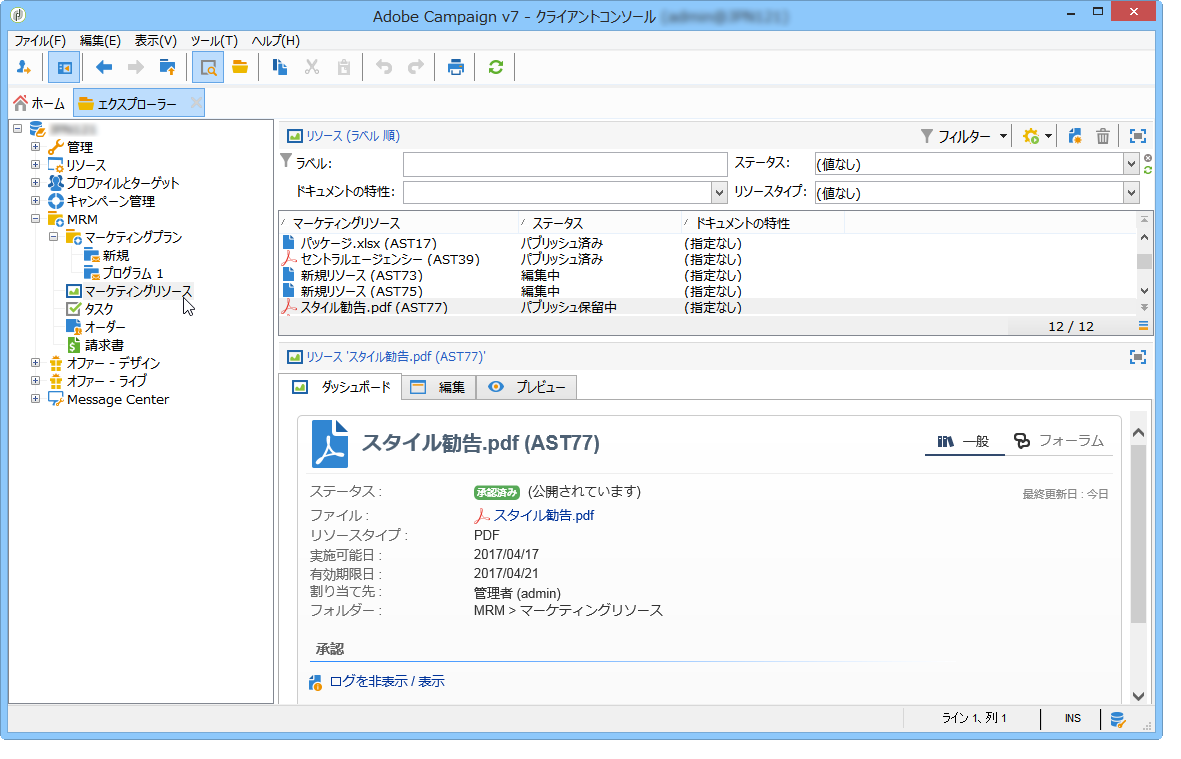 Adobe Campaign v7 - クライアントコンソール
ファイル(F) 編集(E) 表示(V) ツール(T) ヘルプ(H)
ホーム エクスプローラー
管理
リソース
プロファイルとターゲット
キャンペーン管理
MRM
マーケティングプラン
新規
プログラム 1
マーケティングリソース
タスク
オーダー
請求書
オファー - デザイン
オファー - ライブ
Message Center
リソース (ラベル 順) フィルター
ラベル: ステータス: (値なし)
ドキュメントの特性: リソースタイプ: (値なし)
マーケティングリソース ステータス ドキュメントの特性
パッケージ.xlsx (AST17) パブリッシュ済み (指定なし)
セントラルエージェンシー (AST39) パブリッシュ済み (指定なし)
新規リソース (AST73) 編集中 (指定なし)
新規リソース (AST75) 編集中 (指定なし)
スタイル勧告.pdf (AST77) パブリッシュ保留中 (指定なし)
12 / 12
リソース 'スタイル勧告.pdf (AST77)'
ダッシュボード 編集 プレビュー
スタイル勧告.pdf (AST77) 一般 フォーラム
ステータス : 承認済み (公開されています) 最終更新日 : 今日
ファイル : スタイル勧告.pdf
リソースタイプ : PDF
実施可能日 : 2017/04/17
有効期限日 : 2017/04/21
割り当て先 : 管理者 (admin)
フォルダー : MRM > マーケティングリソース
承認
ログを非表示 / 表示
ライン 1、列 1 INS